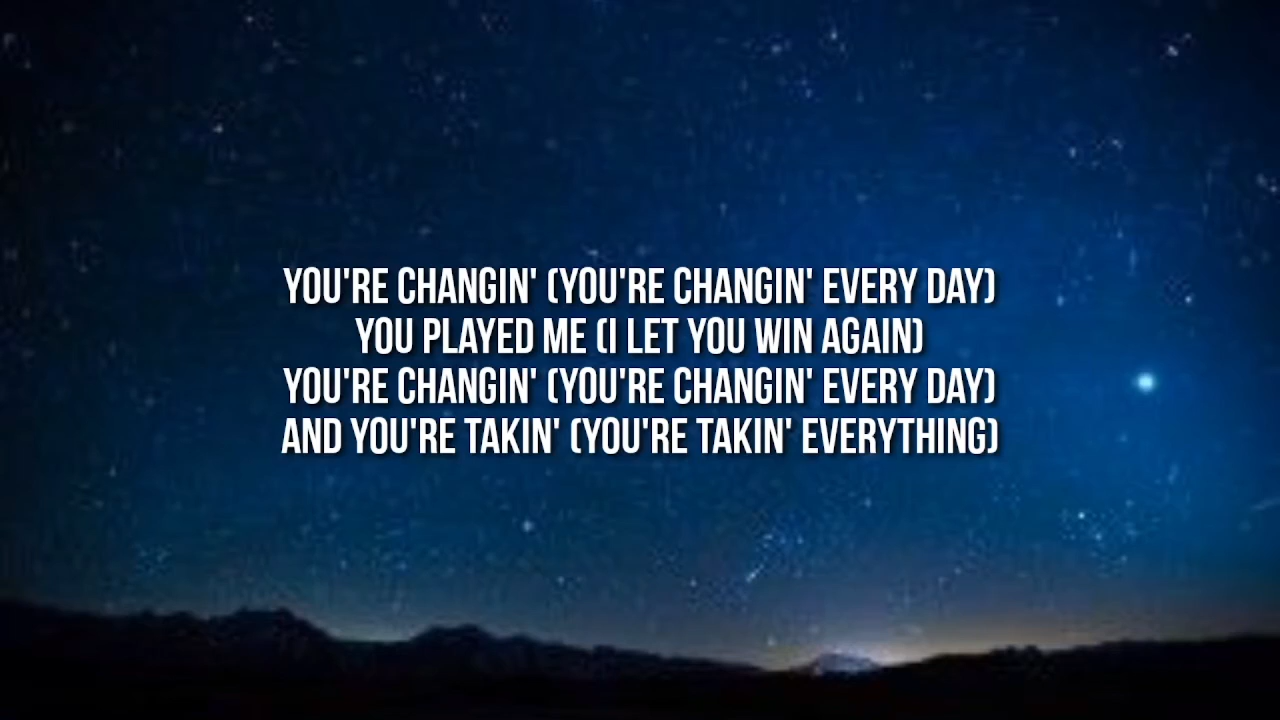 YOU'RE CHANGIN' (YOU'RE CHANGIN' EVERY DAY)
YOU PLAYED ME (I LET YOU WIN AGAIN)
YOU'RE CHANGIN' (YOU'RE CHANGIN' EVERY DAY)
AND YOU'RE TAKIN' (YOU'RE TAKIN' EVERYTHING)